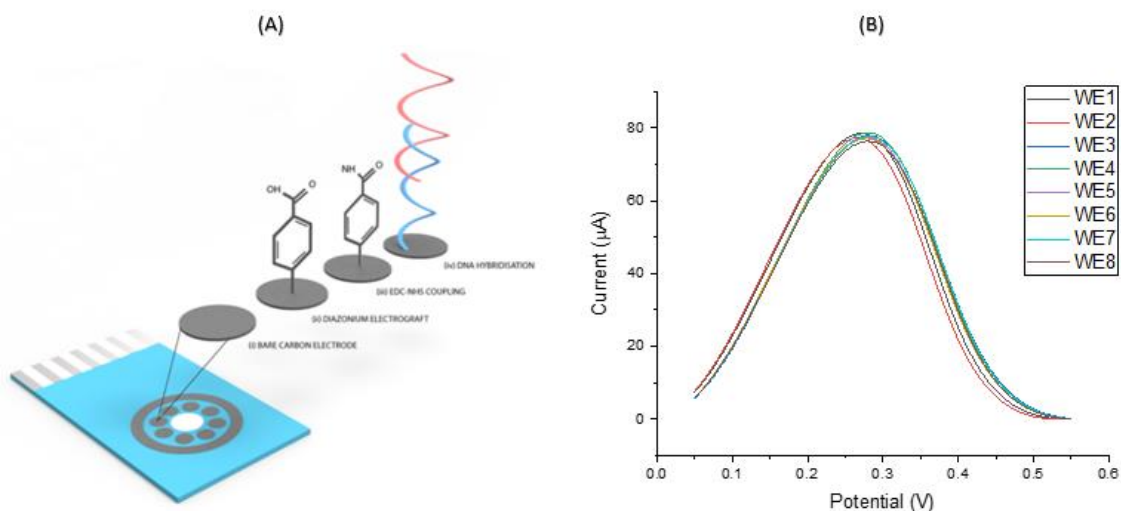 (A)
OH
O
NH
O
(iv) DNA HYBRIDISATION
(iii) EDC-NHS COUPLING
(ii) DIAZONIUM ELECTROGRAFT
(i) BARE CARBON ELECTRODE
(B)
WE1
WE2
WE3
WE4
WE5
WE6
WE7
WE8
80
60
40
20
0
Current (μA)
0.0 0.1 0.2 0.3 0.4 0.5 0.6
Potential (V)